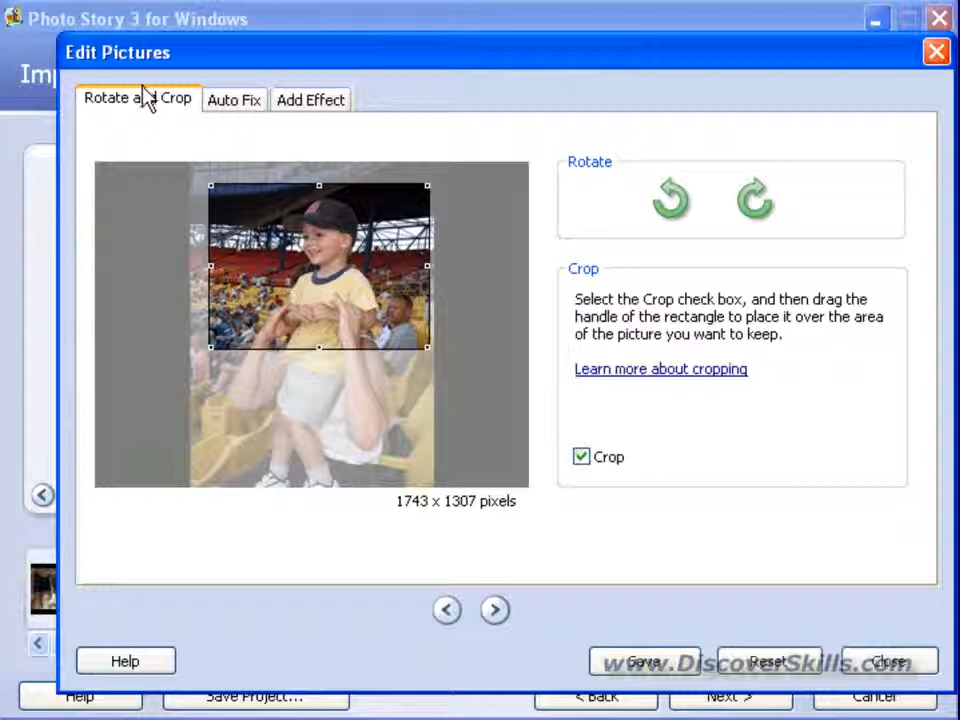 Photo Story 3 for Windows
Edit Pictures
Rotate and Crop
Auto Fix
Add Effect
Rotate
Crop
Select the Crop check box, and then drag the
handle of the rectangle to place it over the area
of the picture you want to keep.
Learn more about cropping
Crop
1743 x 1307 pixels
Help
Save
Reset
Close
www.DiscoverSkills.com
Help
Save Project...
< Back
Next >
Cancel